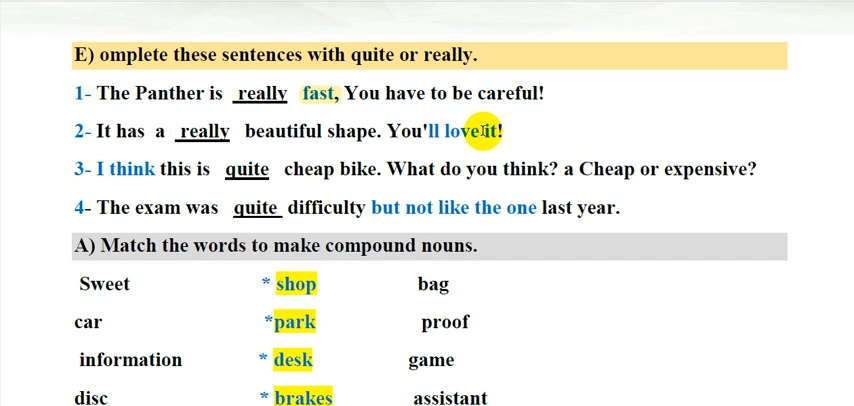 E) omplete these sentences with quite or really.
1- The Panther is really fast, You have to be careful!
2- It has a really beautiful shape. You'll love it!
3- I think this is quite cheap bike. What do you think? a Cheap or expensive?
4- The exam was quite difficulty but not like the one last year.
A) Match the words to make compound nouns.
Sweet * shop bag
car *park proof
information * desk game
disc * brakes assistant